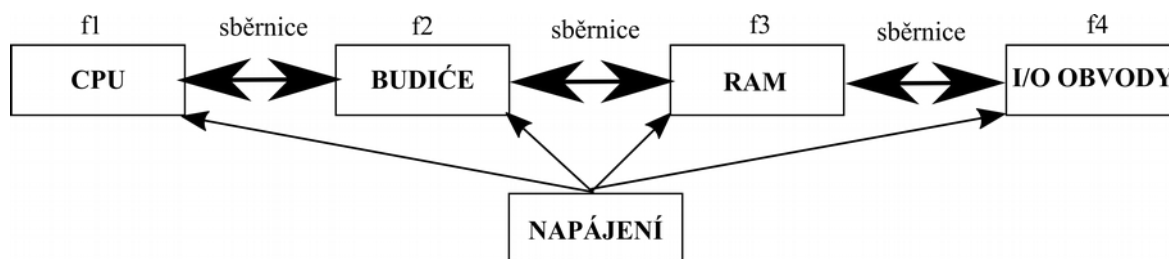 f1 sběrnice f2 sběrnice f3 sběrnice f4
CPU BUDIĆE RAM I/O OBVODY
NAPÁJENÍ